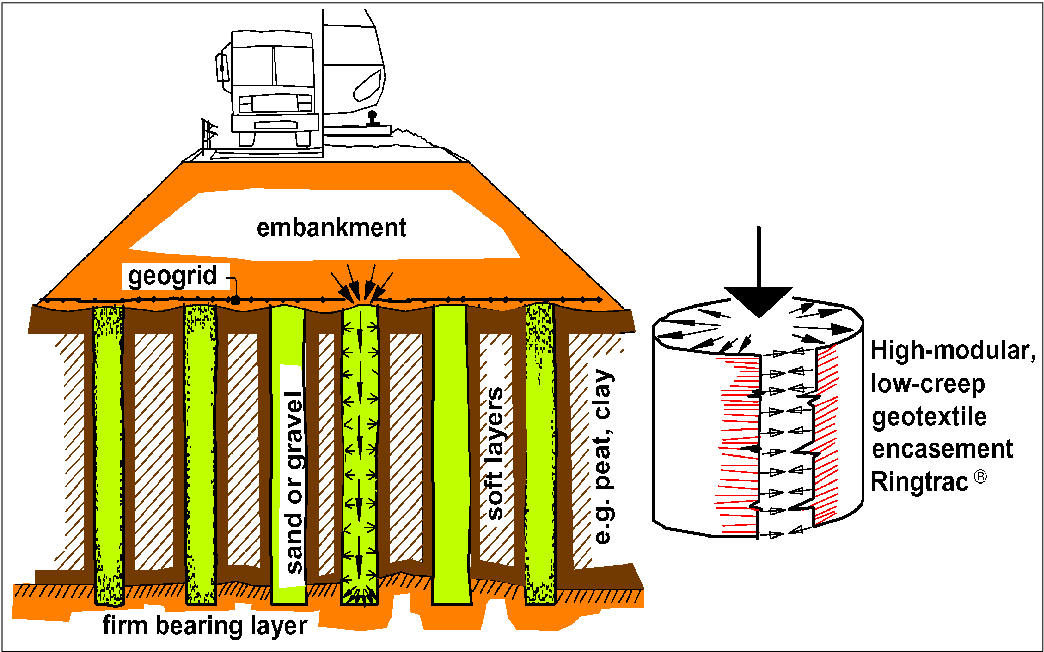 embankment
geogrid
sand or gravel
soft layers
e.g. peat, clay
firm bearing layer
High-modular,
low-creep
geotextile
encasement
Ringtrac ®